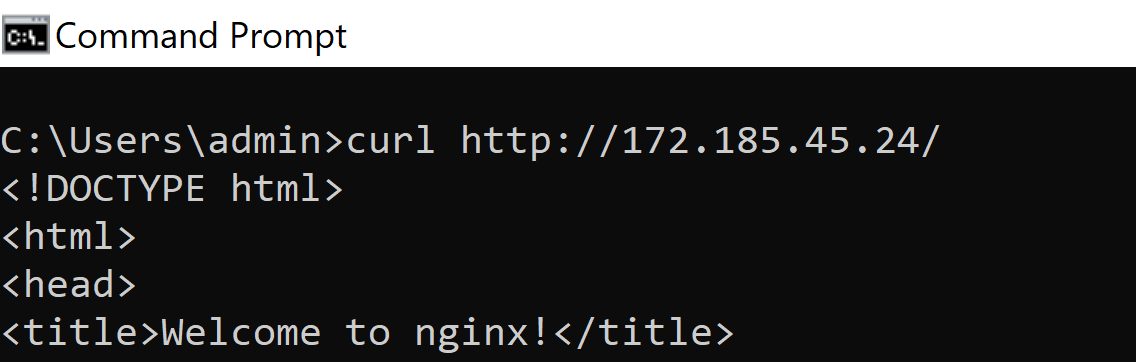 Command Prompt
C:\Users\admin>curl http://172.185.45.24/
<!DOCTYPE html>
<html>
<head>
<title>Welcome to nginx!</title>